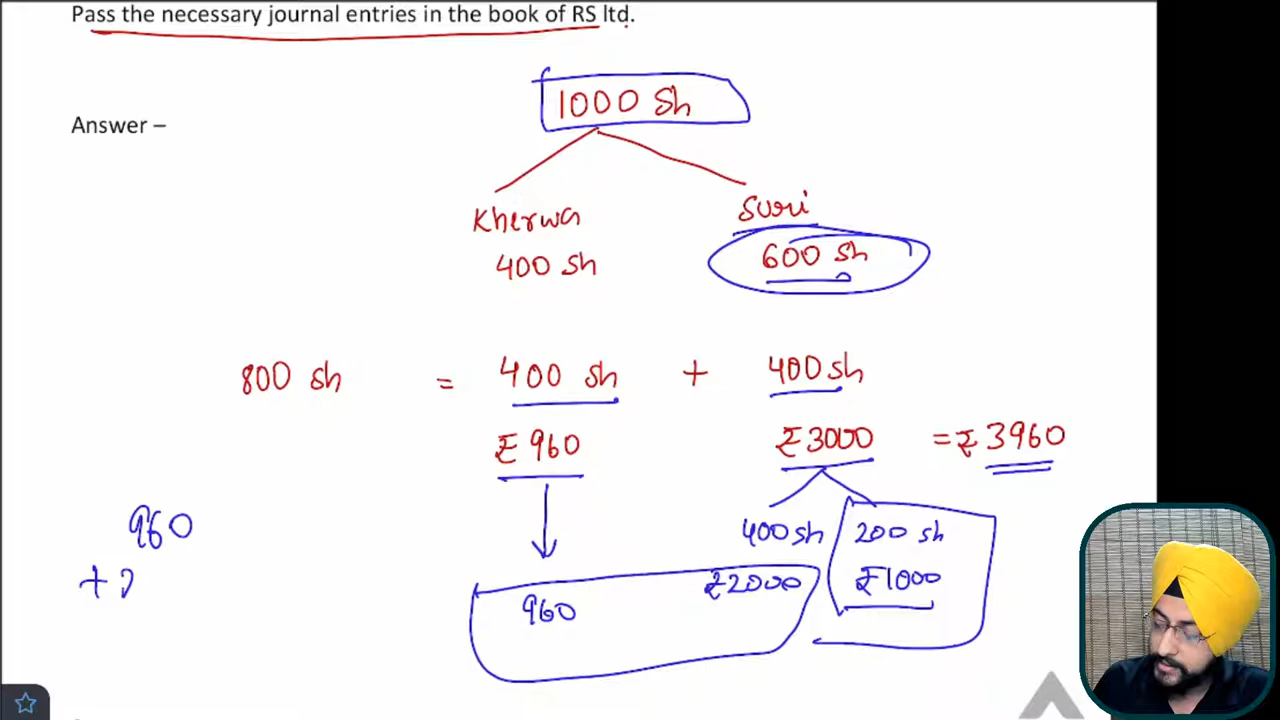 Pass the necessary journal entries in the book of RS ltd.
1000 Sh
Answer –
Kherwa Suri
400 Sh 600 Sh
800 sh = 400 sh + 400 sh
₹960 ₹3000 = ₹3960
960 400 sh 200 sh
+2 ₹2000 ₹1000
960